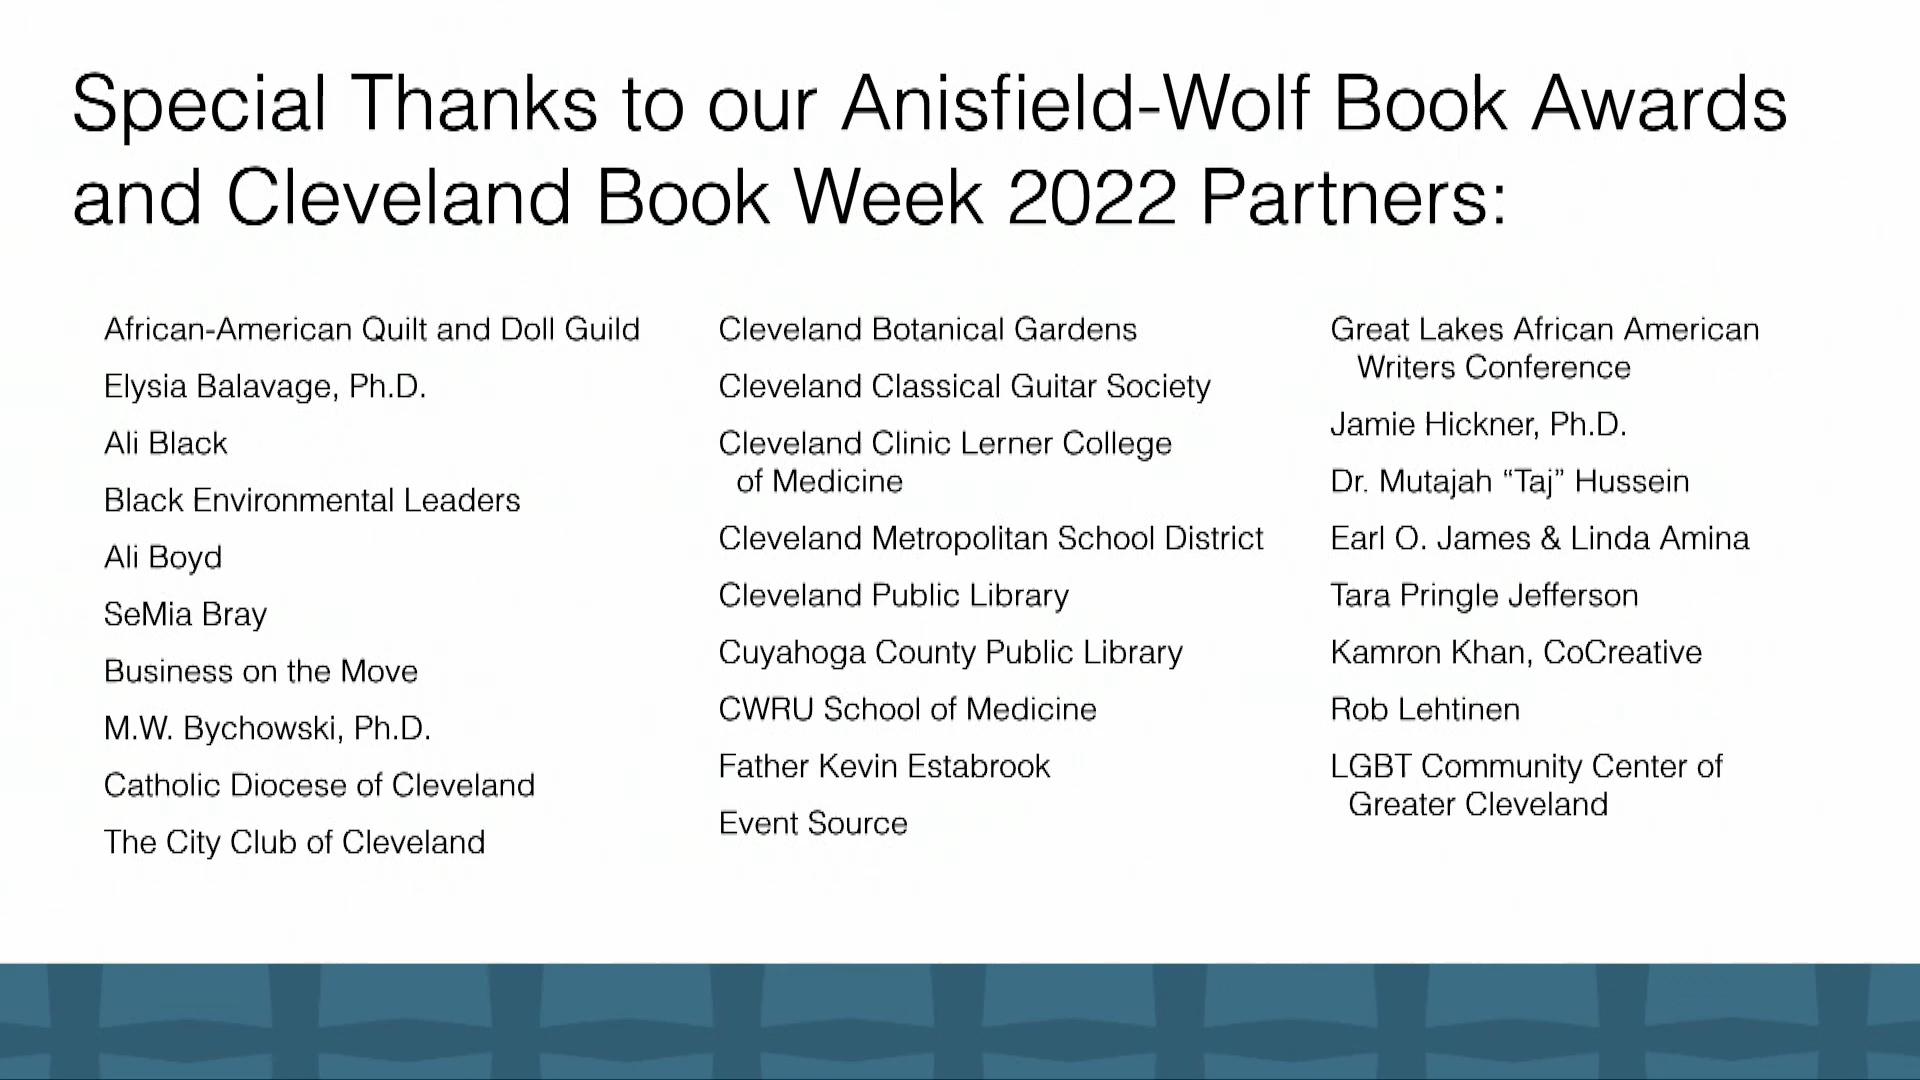 Special Thanks to our Anisfield-Wolf Book Awards
and Cleveland Book Week 2022 Partners:
African-American Quilt and Doll Guild
Elysia Balavage, Ph.D.
Ali Black
Black Environmental Leaders
Ali Boyd
SeMia Bray
Business on the Move
M.W. Bychowski, Ph.D.
Catholic Diocese of Cleveland
The City Club of Cleveland
Cleveland Botanical Gardens
Cleveland Classical Guitar Society
Cleveland Clinic Lerner College
of Medicine
Cleveland Metropolitan School District
Cleveland Public Library
Cuyahoga County Public Library
CWRU School of Medicine
Father Kevin Estabrook
Event Source
Great Lakes African American
Writers Conference
Jamie Hickner, Ph.D.
Dr. Mutajah “Taj” Hussein
Earl O. James & Linda Amina
Tara Pringle Jefferson
Kamron Khan, CoCreative
Rob Lehtinen
LGBT Community Center of
Greater Cleveland